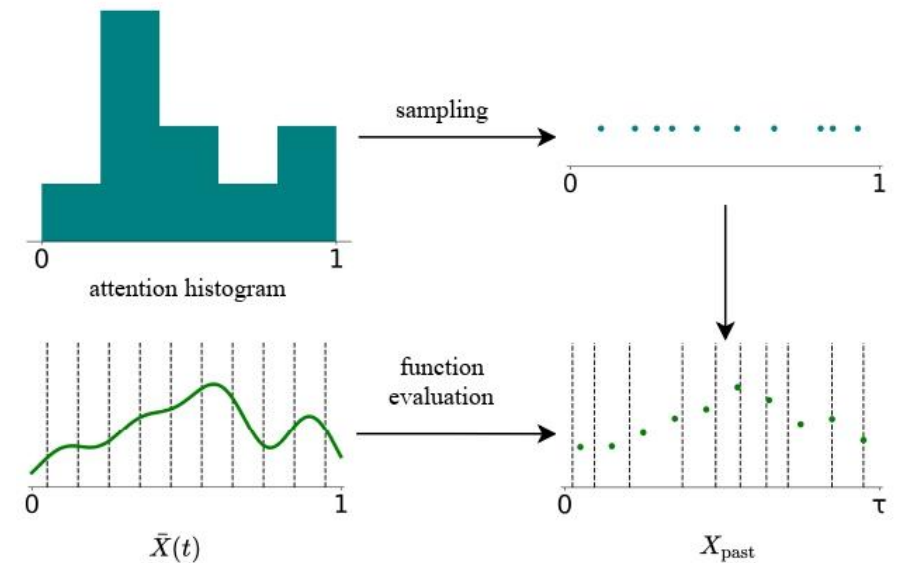 sampling
0 1
0 1
attention histogram
function
evaluation
0 1
0 τ
X̄(t)
X_past